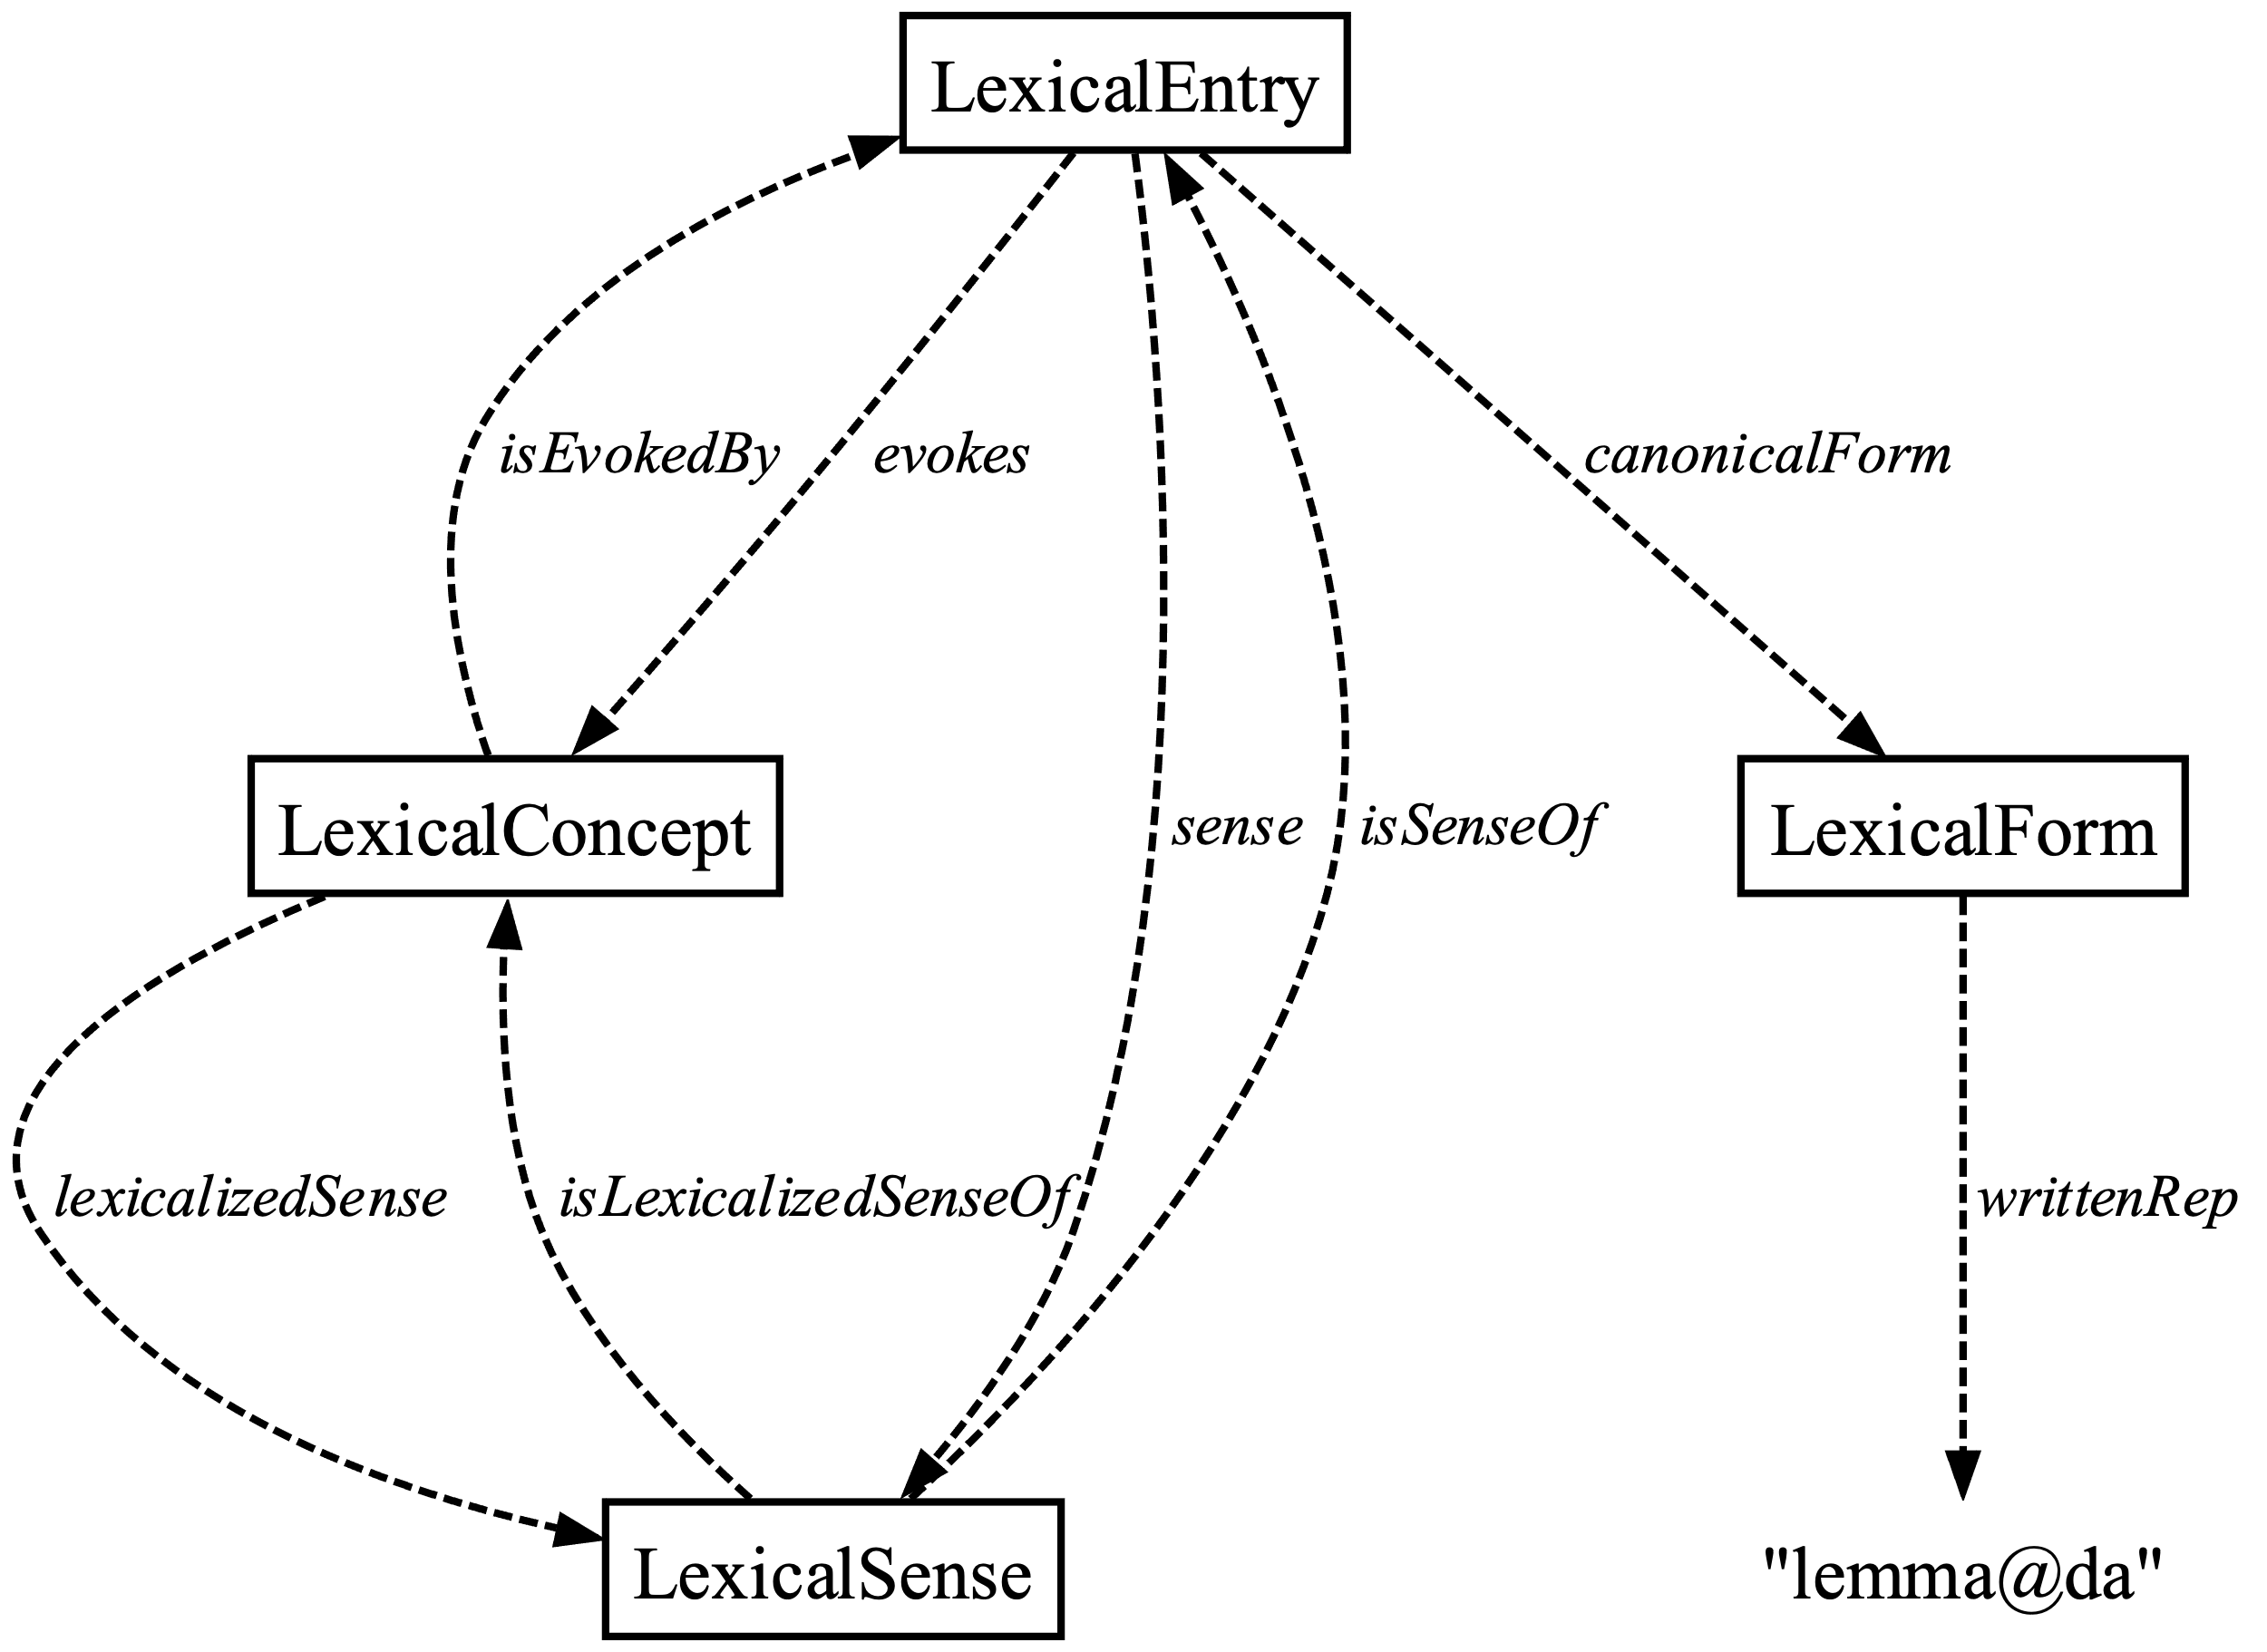 LexicalEntry
isEvokedBy
evokes
canonicalForm
LexicalConcept
sense
isSenseOf
LexicalForm
lexicalizedSense
isLexicalizedSenseOf
writtenRep
LexicalSense
"lemma@da"